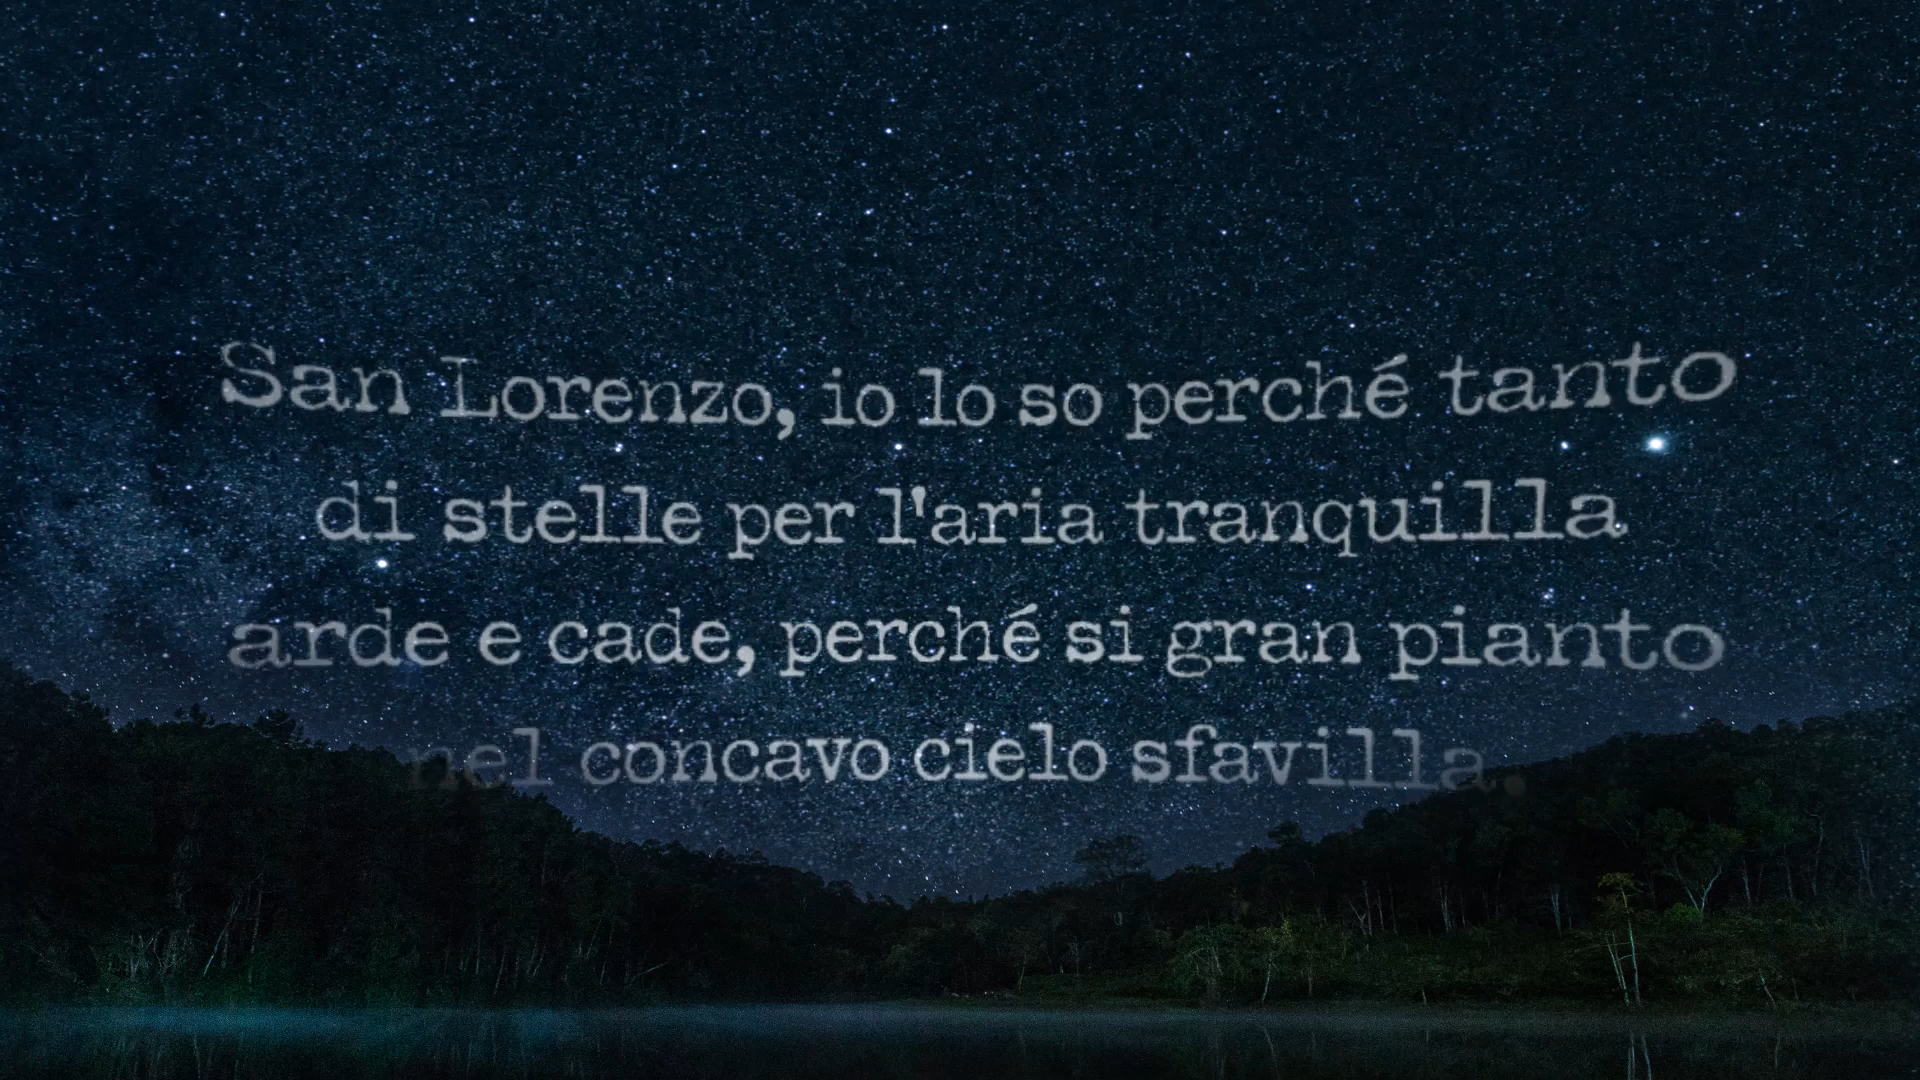 San Lorenzo, io lo so perché tanto
di stelle per l'aria tranquilla
arde e cade, perché si gran pianto
nel concavo cielo sfavilla.